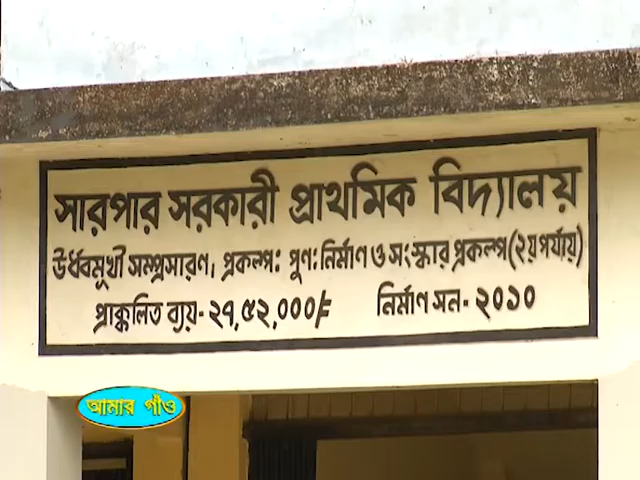 সারপার সরকারী প্রাথমিক বিদ্যালয়
উর্ধ্বমুখী সম্প্রসারণ, প্রকল্প: পুণ: নির্মাণ ও সংস্কার প্রকল্প (২য় পর্যায়)
প্রাক্কলিত ব্যয়- ২৭,৫২,০০০/= নির্মাণ সন- ২০১০
আমার গাঁও